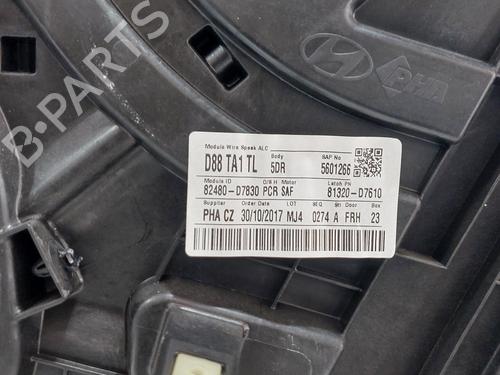 B-PARTS
PHA
Module Wire Speak ALC Body SAP No
D88 TA1 TL 5DR 5601266
Module ID D/S H Motor Latch PN
82480-D7830 PCR SAF 81320-D7610
Supplier Order Date LOT SEQ Sft Door Box
PHA CZ 30/10/2017 MJ4 0274 A FRH 23